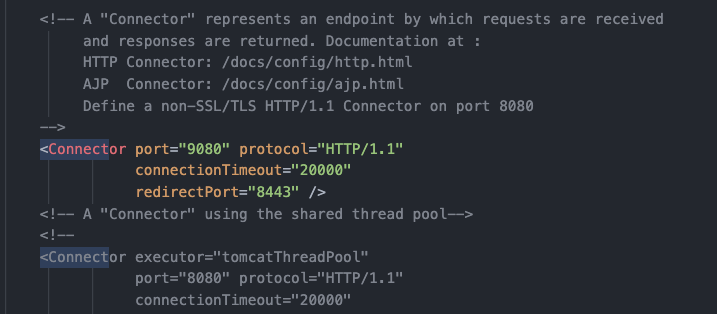 <!-- A "Connector" represents an endpoint by which requests are received
and responses are returned. Documentation at :
HTTP Connector: /docs/config/http.html
AJP  Connector: /docs/config/ajp.html
Define a non-SSL/TLS HTTP/1.1 Connector on port 8080
-->
<Connector port="9080" protocol="HTTP/1.1"
connectionTimeout="20000"
redirectPort="8443" />
<!-- A "Connector" using the shared thread pool-->
<!--
<Connector executor="tomcatThreadPool"
port="8080" protocol="HTTP/1.1"
connectionTimeout="20000"